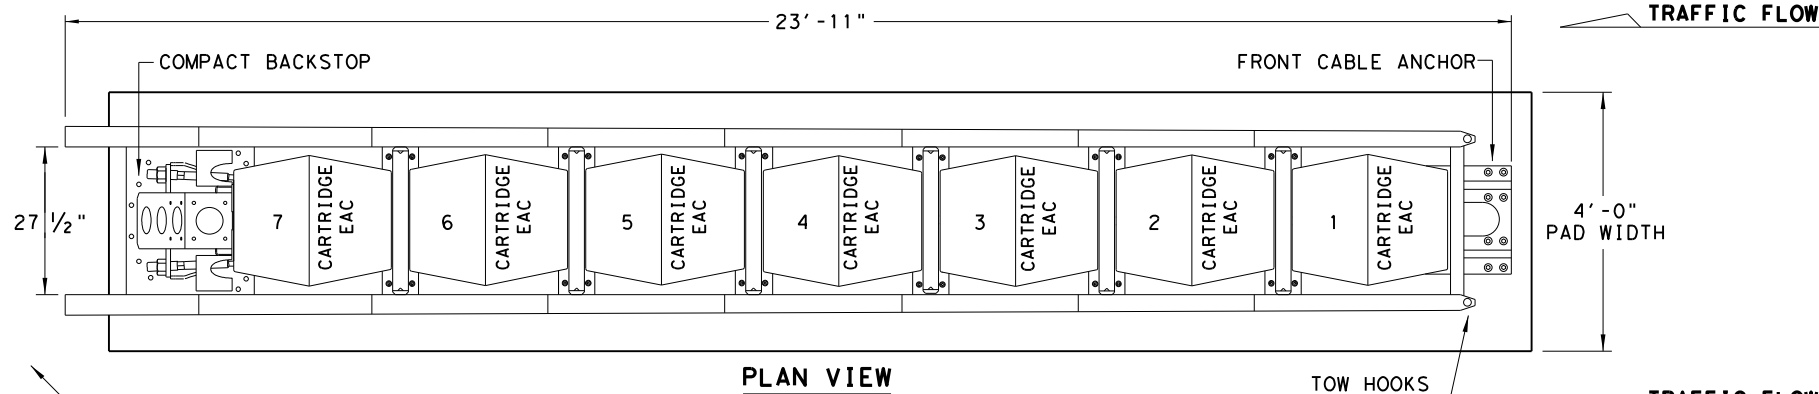 23'-11"
TRAFFIC FLOW
COMPACT BACKSTOP
FRONT CABLE ANCHOR
27 1/2"
7
CARTRIDGE
EAC
6
CARTRIDGE
EAC
5
CARTRIDGE
EAC
4
CARTRIDGE
EAC
3
CARTRIDGE
EAC
2
CARTRIDGE
EAC
1
CARTRIDGE
EAC
4'-0"
PAD WIDTH
PLAN VIEW
TOW HOOKS
TRAFFIC FLOW